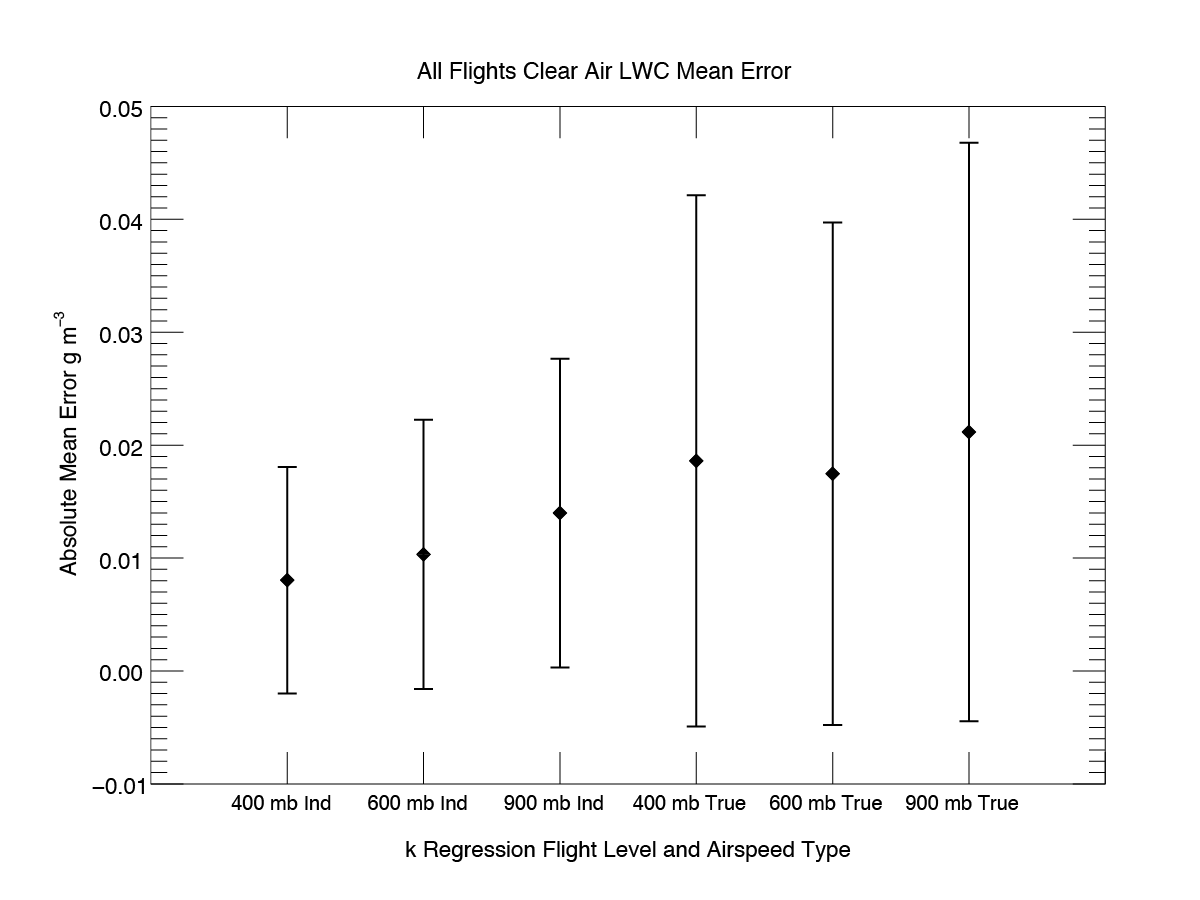 All Flights Clear Air LWC Mean Error
0.05
0.04
0.03
0.02
0.01
0.00
−0.01
Absolute Mean Error g m⁻³
400 mb Ind 600 mb Ind 900 mb Ind 400 mb True 600 mb True 900 mb True
k Regression Flight Level and Airspeed Type